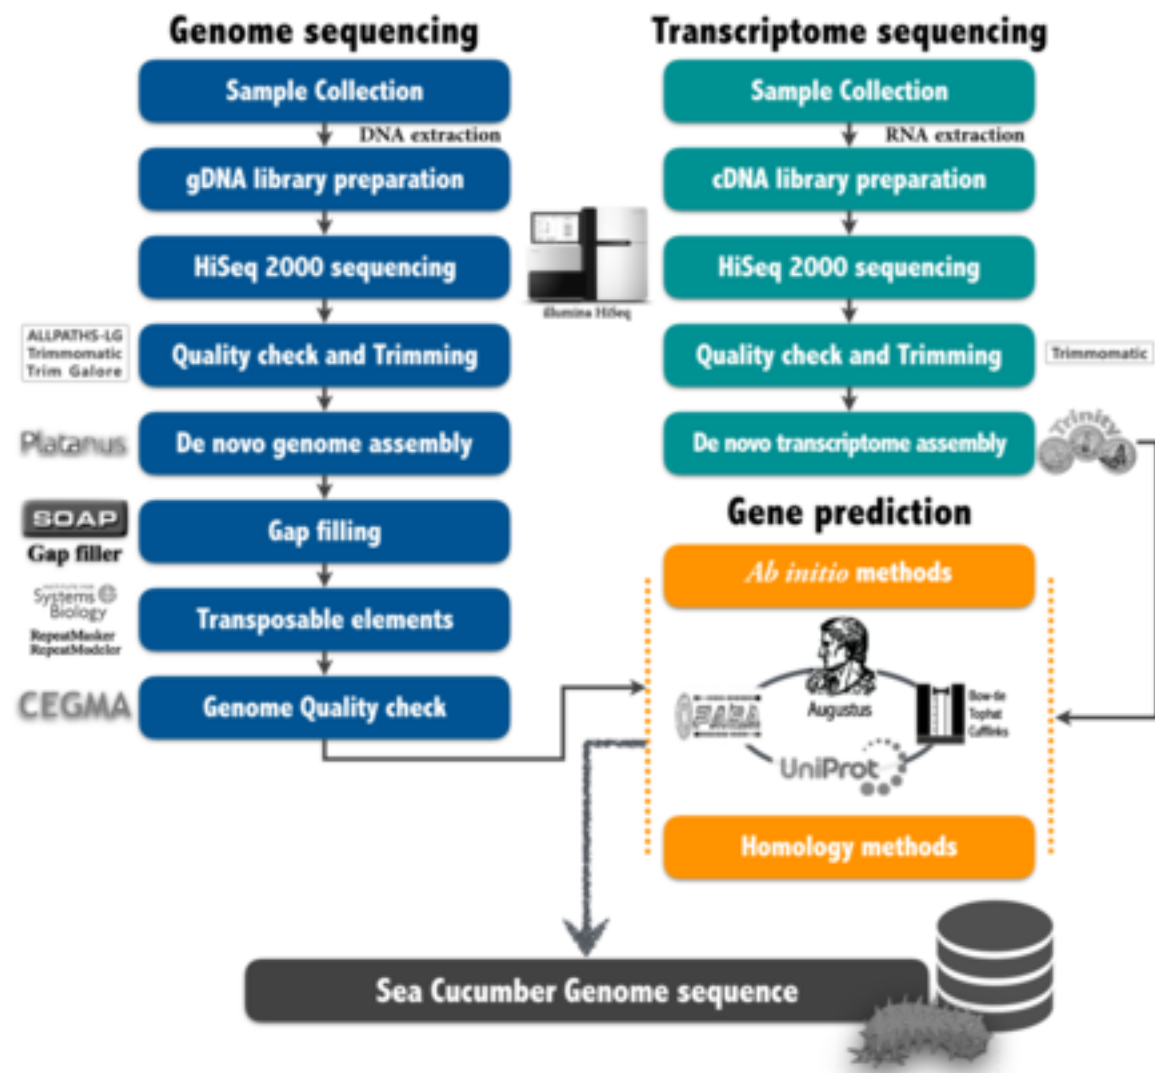 Genome sequencing
Sample Collection
DNA extraction
gDNA library preparation
HiSeq 2000 sequencing
ALLPATHS-LG
Trimmomatic
Trim Galore
Quality check and Trimming
Platanus
De novo genome assembly
SOAP
Gap filler
Gap filling
Systems
Biology
RepeatMasker
RepeatModeler
Transposable elements
CEGMA
Genome Quality check
illumina HiSeq
Transcriptome sequencing
Sample Collection
RNA extraction
cDNA library preparation
HiSeq 2000 sequencing
Quality check and Trimming
Trimmomatic
De novo transcriptome assembly
Trinity
Gene prediction
Ab initio methods
Augustus
PASA
Bow-tie
Tophat
Cufflinks
UniProt
Homology methods
Sea Cucumber Genome sequence